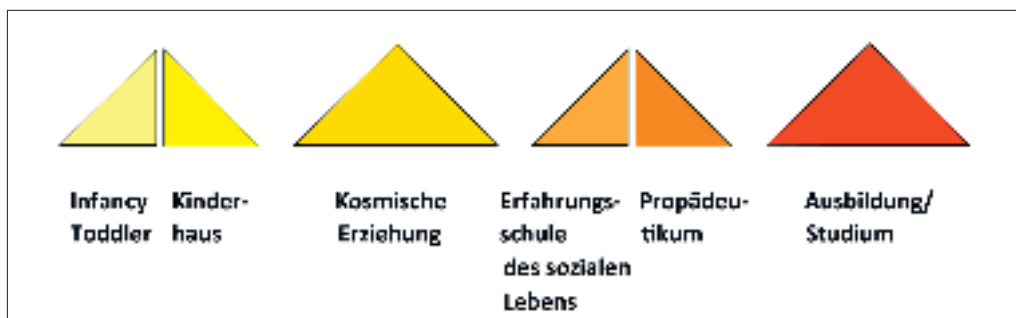 Infancy
Toddler
Kinder-
haus
Kosmische
Erziehung
Erfahrungs-
schule
des sozialen
Lebens
Propädeu-
tikum
Ausbildung/
Studium